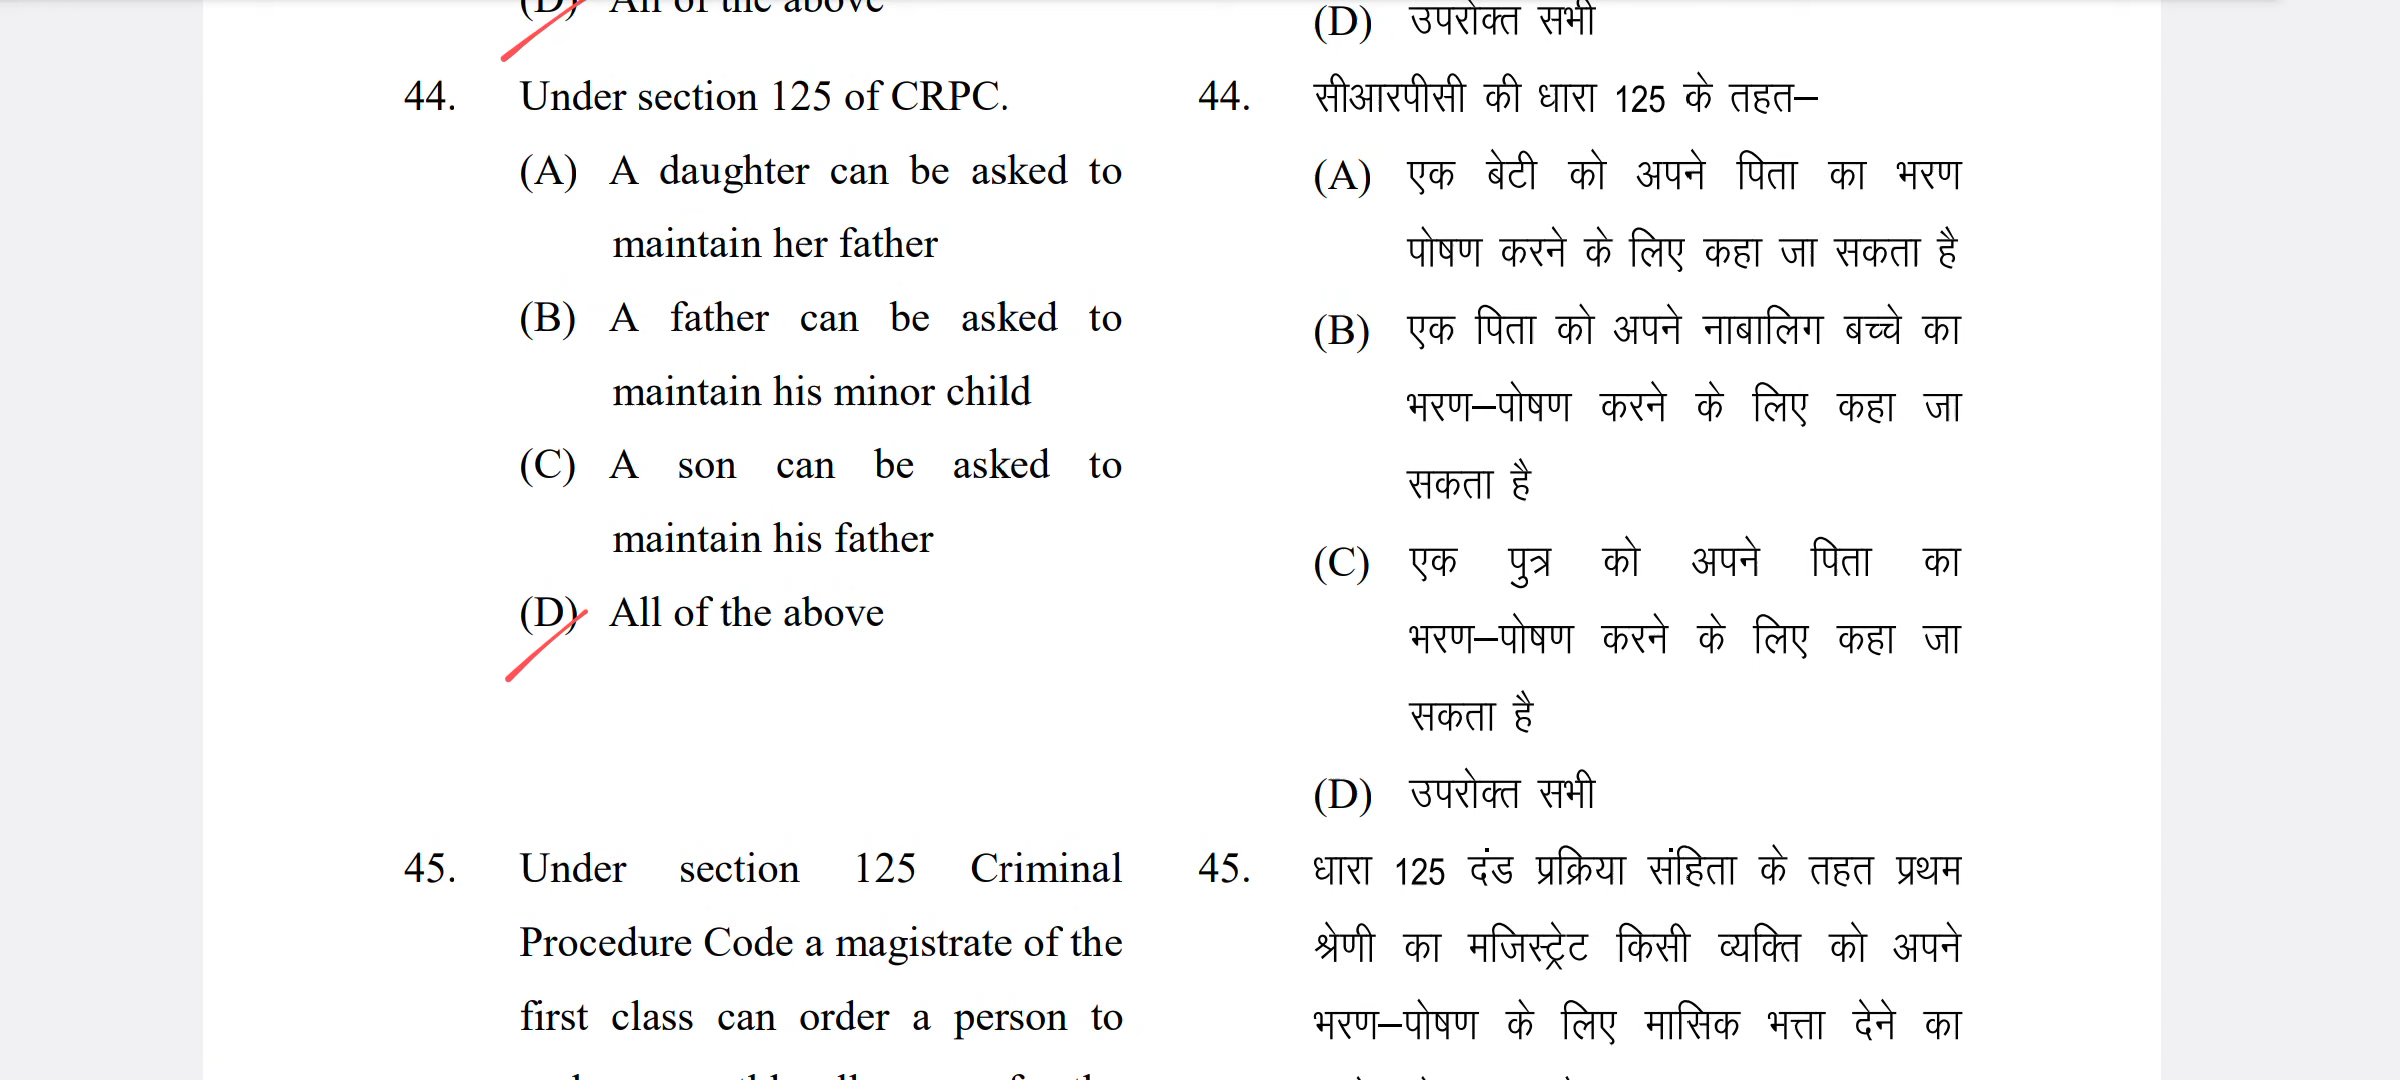 (D) All of the above
44. Under section 125 of CRPC.
(A) A daughter can be asked to
maintain her father
(B) A father can be asked to
maintain his minor child
(C) A son can be asked to
maintain his father
(D) All of the above
45. Under section 125 Criminal
Procedure Code a magistrate of the
first class can order a person to
(D) उपरोक्त सभी
44. सीआरपीसी की धारा 125 के तहत–
(A) एक बेटी को अपने पिता का भरण
पोषण करने के लिए कहा जा सकता है
(B) एक पिता को अपने नाबालिग बच्चे का
भरण–पोषण करने के लिए कहा जा
सकता है
(C) एक पुत्र को अपने पिता का
भरण–पोषण करने के लिए कहा जा
सकता है
(D) उपरोक्त सभी
45. धारा 125 दंड प्रक्रिया संहिता के तहत प्रथम
श्रेणी का मजिस्ट्रेट किसी व्यक्ति को अपने
भरण–पोषण के लिए मासिक भत्ता देने का